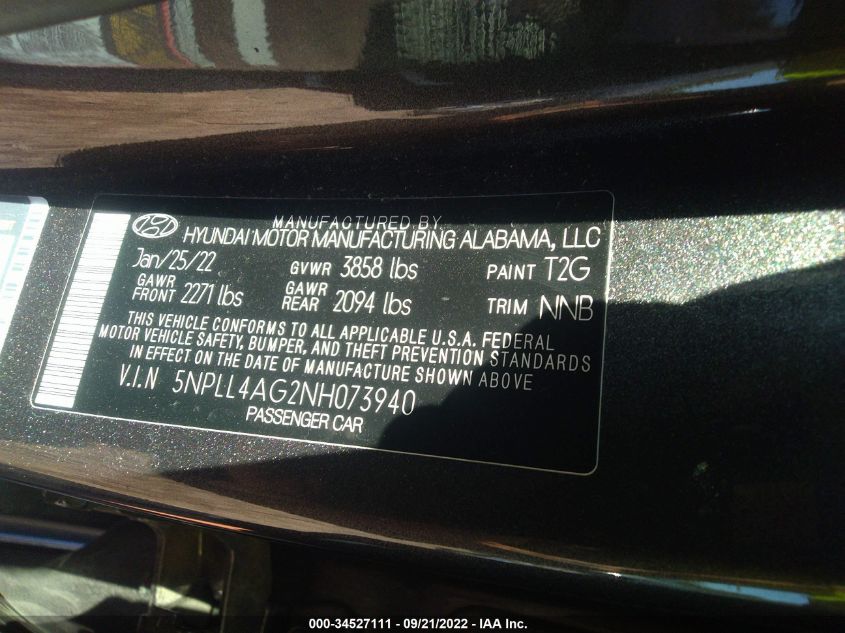 MANUFACTURED BY
HYUNDAI MOTOR MANUFACTURING ALABAMA, LLC
Jan/25/22 GVWR 3858 lbs PAINT T2G
GAWR FRONT 2271 lbs GAWR REAR 2094 lbs TRIM NNB
THIS VEHICLE CONFORMS TO ALL APPLICABLE U.S.A. FEDERAL
MOTOR VEHICLE SAFETY, BUMPER, AND THEFT PREVENTION STANDARDS
IN EFFECT ON THE DATE OF MANUFACTURE SHOWN ABOVE
V.I.N 5NPLL4AG2NH073940
PASSENGER CAR
000-34527111 - 09/21/2022 - IAA Inc.